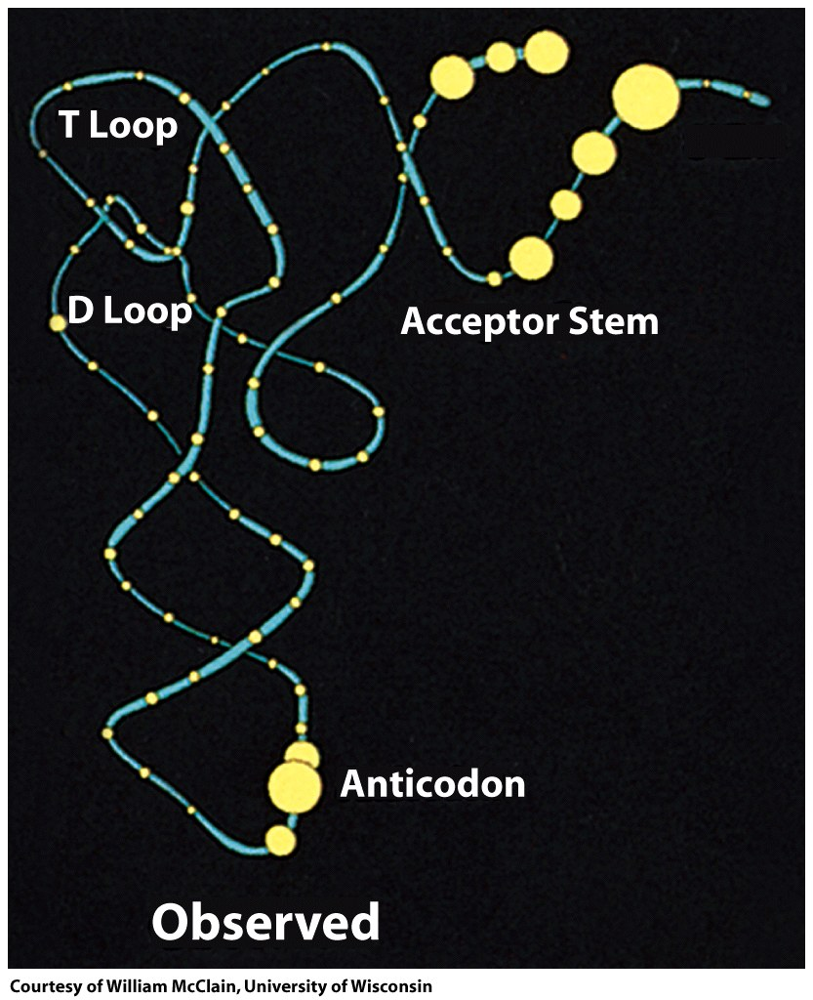 T Loop
D Loop
Acceptor Stem
Anticodon
Observed
Courtesy of William McClain, University of Wisconsin